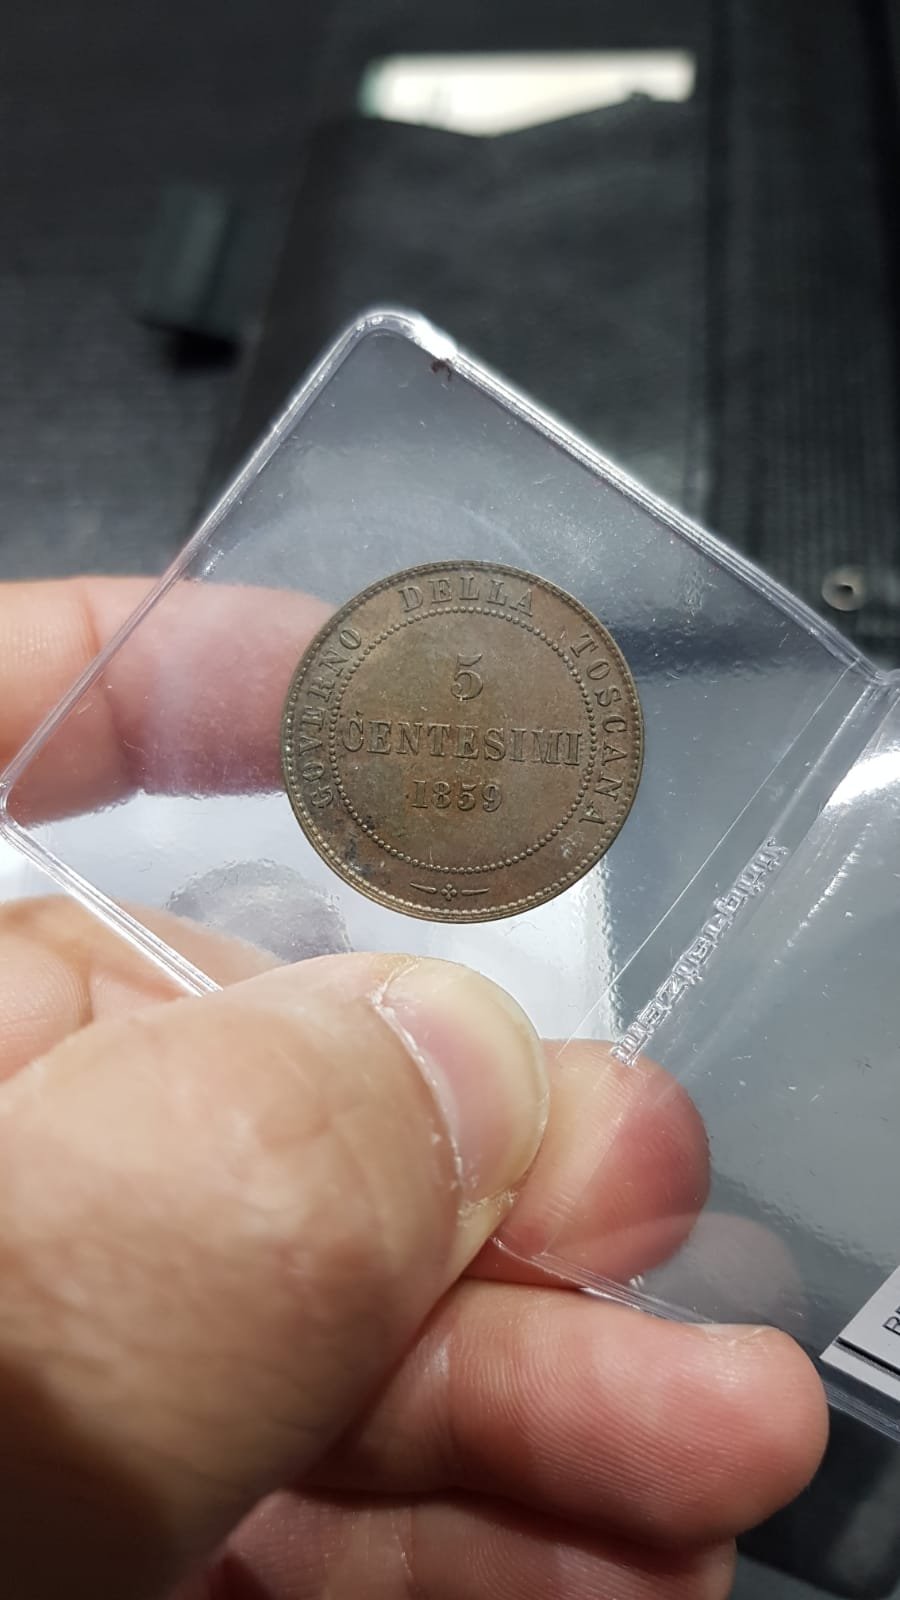 GOVERNO DELLA TOSCANA
5
CENTESIMI
1859